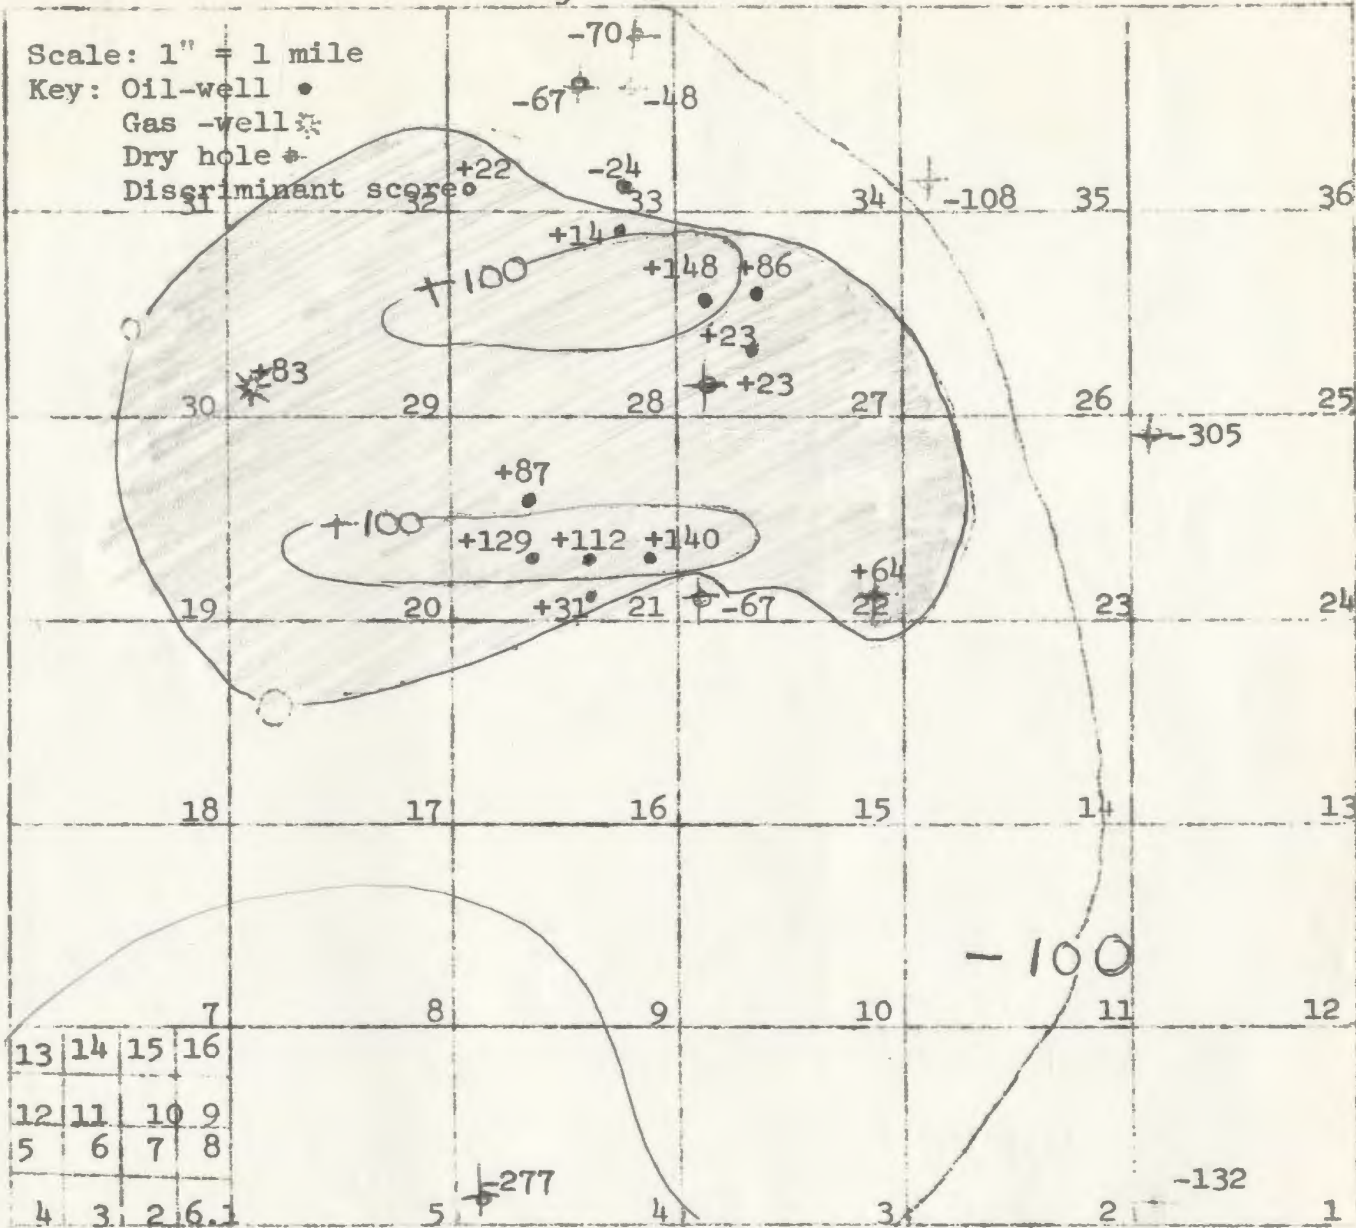 Scale: 1" = 1 mile
Key: Oil-well
Gas -well
Dry hole
Discriminant score
-70
-67 -48
+22 -24
31 32 33 34 -108 35 36
+14
+100 +148 +86
+23
+83 +23
30 29 28 27 26 25
-305
+87
+100
+129 +112 +140
+64
19 20 +31 21 -67 22 23 24
18 17 16 15 14 13
-100
7 8 9 10 11 12
13 14 15 16
12 11 10 9
5 6 7 8
-277
-132
4 3 2 6.1 5 4 3 2 1